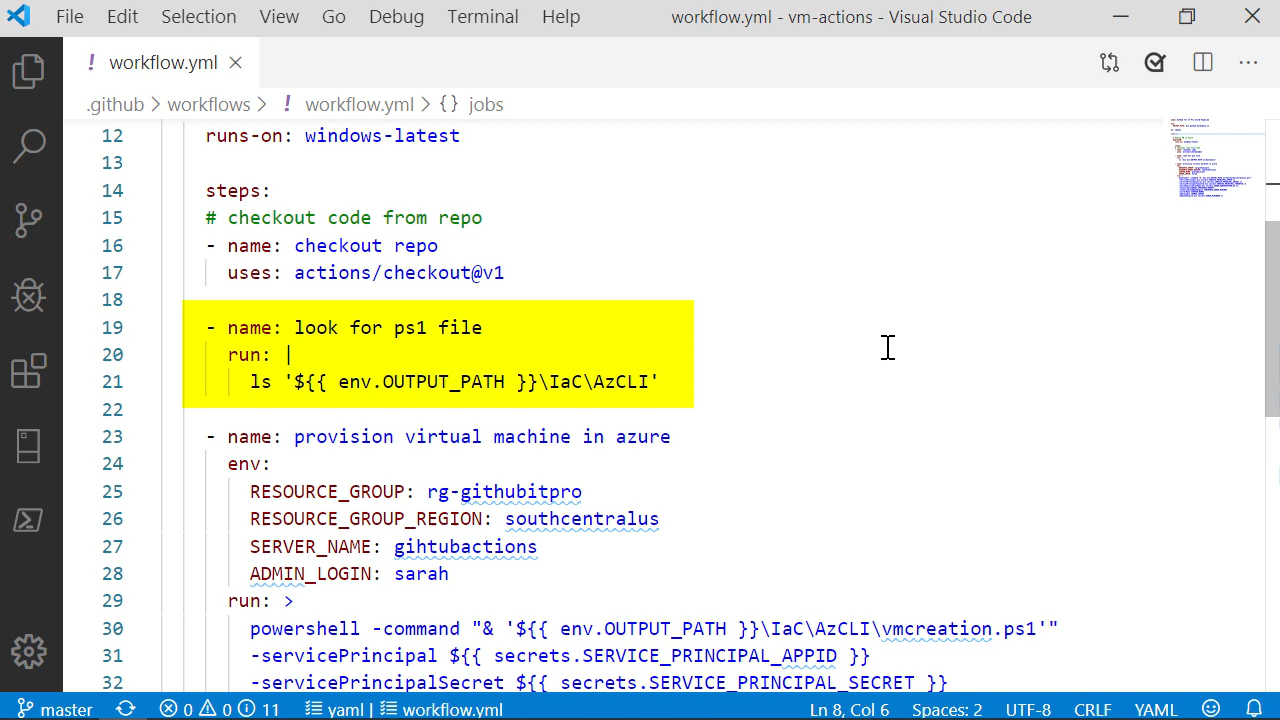 File Edit Selection View Go Debug Terminal Help workflow.yml - vm-actions - Visual Studio Code
! workflow.yml
.github > workflows > ! workflow.yml > {} jobs
12 runs-on: windows-latest
13
14 steps:
15 # checkout code from repo
16 - name: checkout repo
17 uses: actions/checkout@v1
18
19 - name: look for ps1 file
20 run: |
21 ls '${{ env.OUTPUT_PATH }}\IaC\AzCLI'
22
23 - name: provision virtual machine in azure
24 env:
25 RESOURCE_GROUP: rg-githubitpro
26 RESOURCE_GROUP_REGION: southcentralus
27 SERVER_NAME: gihtubactions
28 ADMIN_LOGIN: sarah
29 run: >
30 powershell -command "& '${{ env.OUTPUT_PATH }}\IaC\AzCLI\vmcreation.ps1'"
31 -servicePrincipal ${{ secrets.SERVICE_PRINCIPAL_APPID }}
32 -servicePrincipalSecret ${{ secrets.SERVICE_PRINCIPAL_SECRET }}
master 0 0 11 yaml | workflow.yml Ln 8, Col 6 Spaces: 2 UTF-8 CRLF YAML